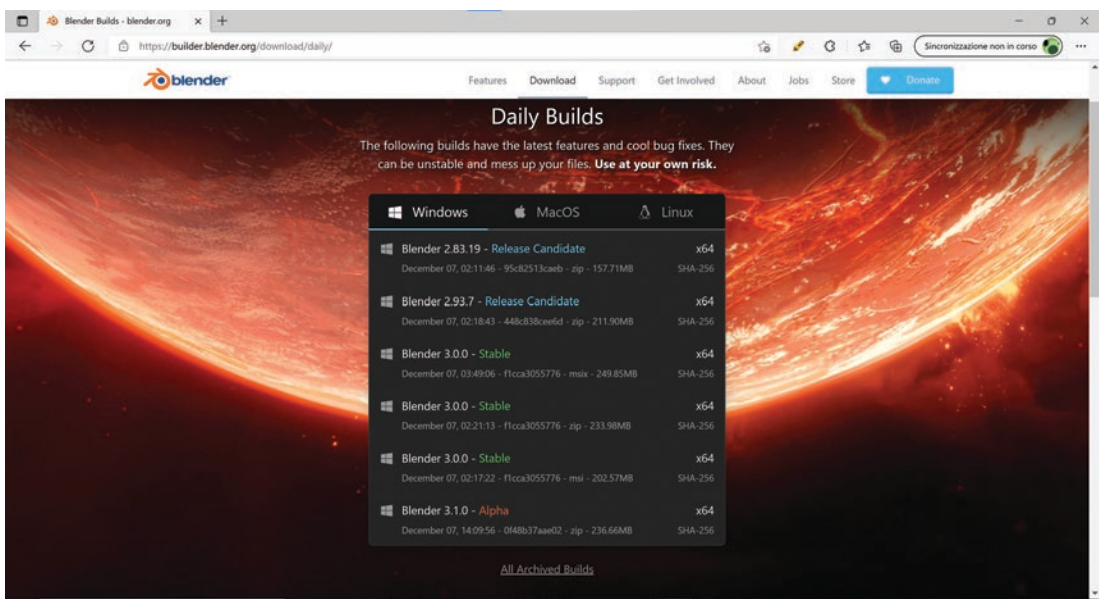 Blender Builds - blender.org
https://builder.blender.org/download/daily/
Sincronizzazione non in corso
blender
Features Download Support Get Involved About Jobs Store Donate
Daily Builds
The following builds have the latest features and cool bug fixes. They
can be unstable and mess up your files. Use at your own risk.
Windows MacOS Linux
Blender 2.83.19 - Release Candidate x64
December 07, 02:11:46 - 95c82513caeb - zip - 157.71MB SHA-256
Blender 2.93.7 - Release Candidate x64
December 07, 02:18:43 - 448c838cee6d - zip - 211.90MB SHA-256
Blender 3.0.0 - Stable x64
December 07, 03:49:06 - f1cca3055776 - msix - 249.85MB SHA-256
Blender 3.0.0 - Stable x64
December 07, 02:21:13 - f1cca3055776 - zip - 233.98MB SHA-256
Blender 3.0.0 - Stable x64
December 07, 02:17:22 - f1cca3055776 - msi - 202.57MB SHA-256
Blender 3.1.0 - Alpha x64
December 07, 14:09:56 - 0f48b37aae02 - zip - 236.66MB SHA-256
All Archived Builds